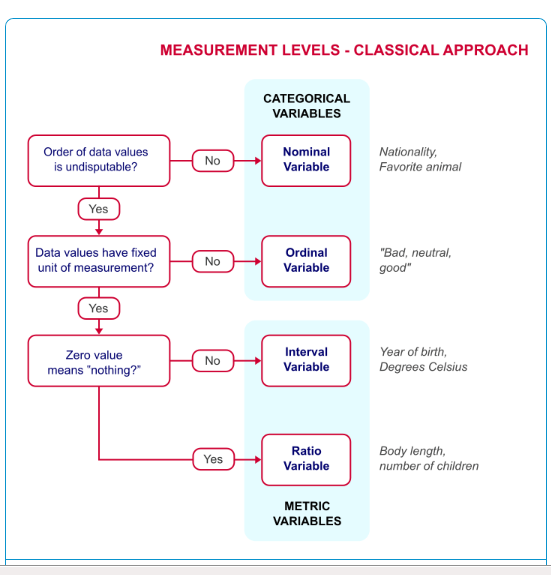 MEASUREMENT LEVELS - CLASSICAL APPROACH
CATEGORICAL
VARIABLES
Order of data values
is undisputable?
No
Nominal
Variable
Nationality,
Favorite animal
Yes
Data values have fixed
unit of measurement?
No
Ordinal
Variable
"Bad, neutral,
good"
Yes
Zero value
means "nothing?"
No
Interval
Variable
Year of birth,
Degrees Celsius
Yes
Ratio
Variable
Body length,
number of children
METRIC
VARIABLES